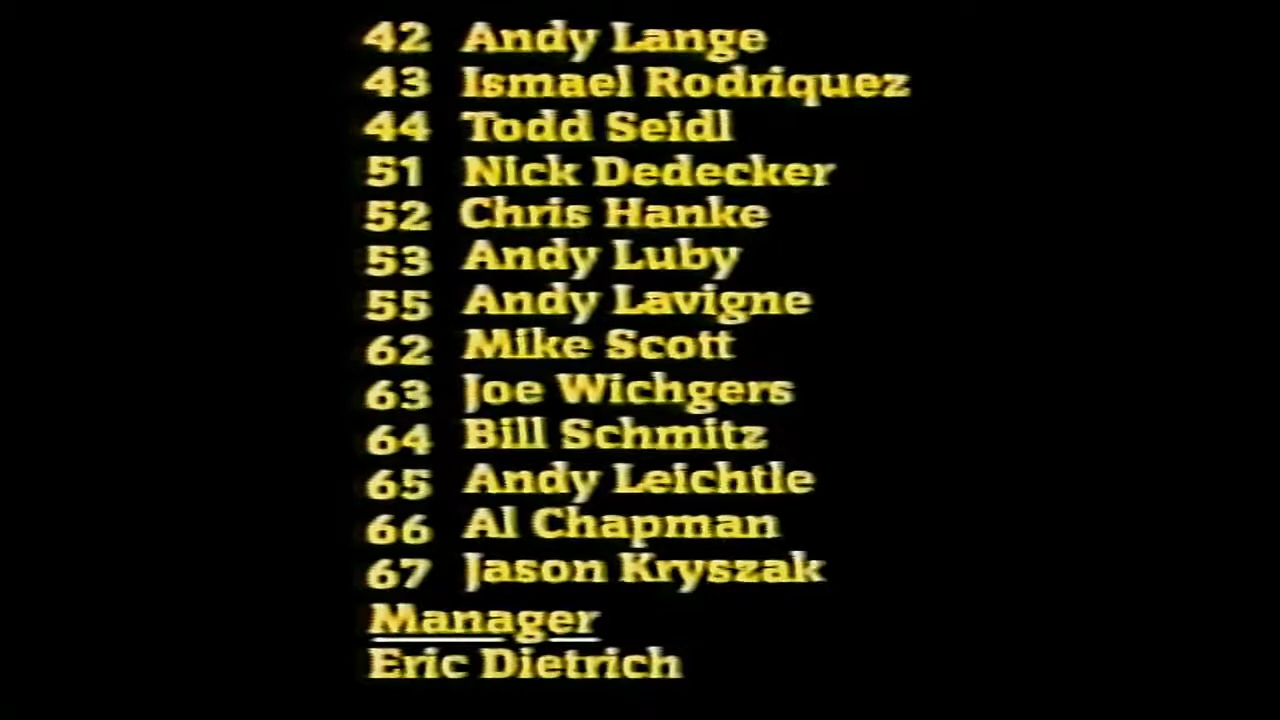 42 Andy Lange
43 Ismael Rodriquez
44 Todd Seidl
51 Nick Dedecker
52 Chris Hanke
53 Andy Luby
55 Andy Lavigne
62 Mike Scott
63 Joe Wichgers
64 Bill Schmitz
65 Andy Leichtle
66 Al Chapman
67 Jason Kryszak
Manager
Eric Dietrich